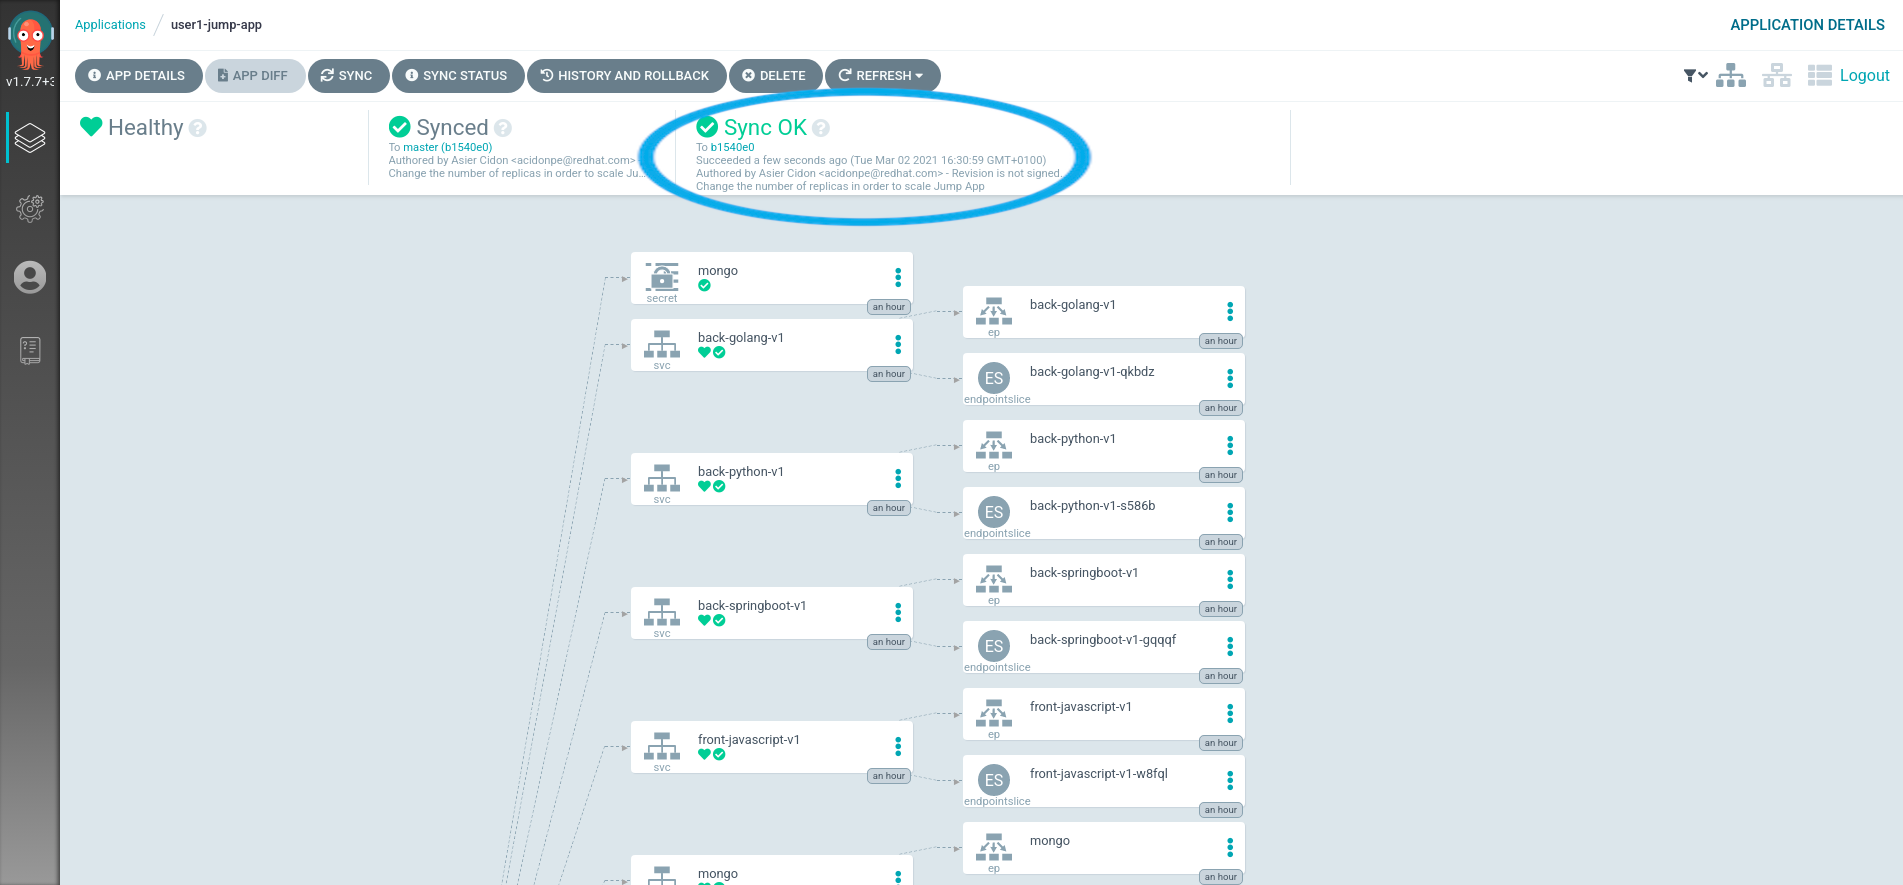 Applications / user1-jump-app
APPLICATION DETAILS
v1.7.7+3
APP DETAILS
APP DIFF
SYNC
SYNC STATUS
HISTORY AND ROLLBACK
DELETE
REFRESH
Logout
Healthy ?
Synced ?
To master (b1540e0)
Authored by Asier Cidon <acidonpe@redhat.com>
Change the number of replicas in order to scale Ju...
Sync OK ?
To b1540e0
Succeeded a few seconds ago (Tue Mar 02 2021 16:30:59 GMT+0100)
Authored by Asier Cidon <acidonpe@redhat.com> - Revision is not signed.
Change the number of replicas in order to scale Jump App
mongo
secret
an hour
back-golang-v1
svc
an hour
back-python-v1
svc
an hour
back-springboot-v1
svc
an hour
front-javascript-v1
svc
an hour
mongo
back-golang-v1
ep
an hour
ES
back-golang-v1-qkbdz
endpointslice
an hour
back-python-v1
ep
an hour
ES
back-python-v1-s586b
endpointslice
an hour
back-springboot-v1
ep
an hour
ES
back-springboot-v1-gqqqf
endpointslice
an hour
front-javascript-v1
ep
an hour
ES
front-javascript-v1-w8fql
endpointslice
an hour
mongo
ep
an hour